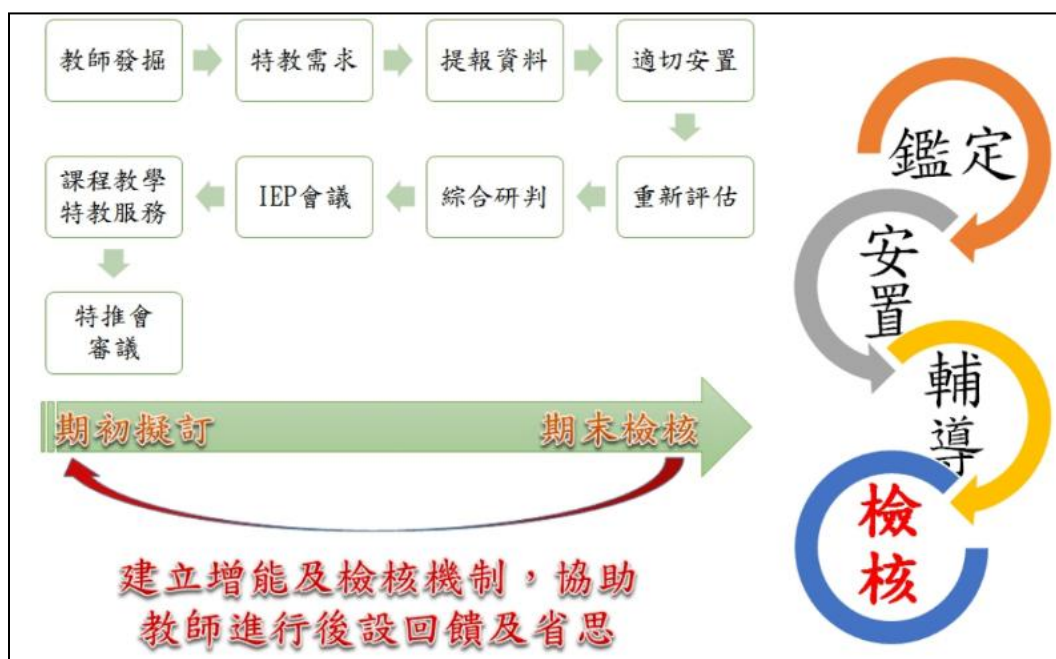 教師發掘
特教需求
提報資料
適切安置
重新評估
綜合研判
IEP會議
課程教學
特教服務
特推會
審議
期初擬訂
期末檢核
建立增能及檢核機制，協助
教師進行後設回饋及省思
鑑定
安
置
輔
導
檢
核